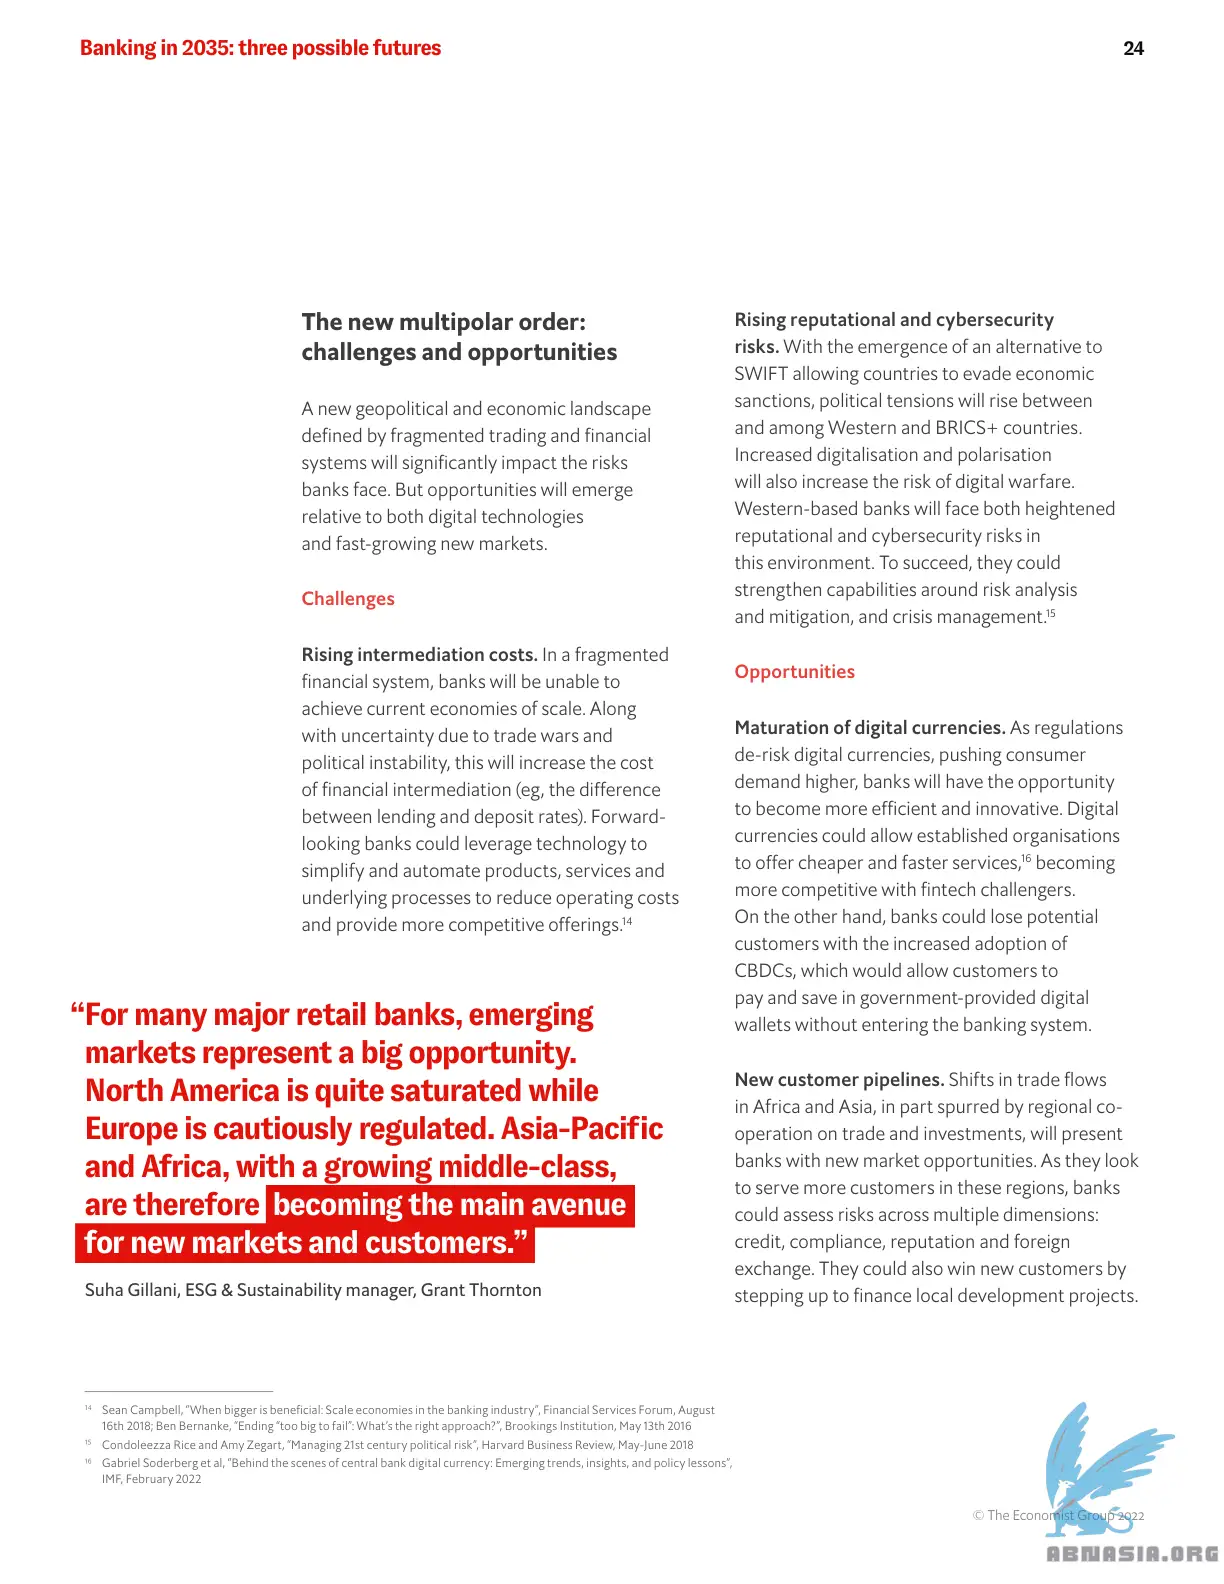 Banking in 2035: three possible futures
24
The new multipolar order:
challenges and opportunities
A new geopolitical and economic landscape
defined by fragmented trading and financial
systems will significantly impact the risks
banks face. But opportunities will emerge
relative to both digital technologies
and fast-growing new markets.
Challenges
Rising intermediation costs. In a fragmented
financial system, banks will be unable to
achieve current economies of scale. Along
with uncertainty due to trade wars and
political instability, this will increase the cost
of financial intermediation (eg, the difference
between lending and deposit rates). Forward-
looking banks could leverage technology to
simplify and automate products, services and
underlying processes to reduce operating costs
and provide more competitive offerings.14
“For many major retail banks, emerging
markets represent a big opportunity.
North America is quite saturated while
Europe is cautiously regulated. Asia-Pacific
and Africa, with a growing middle-class,
are therefore becoming the main avenue
for new markets and customers.”
Suha Gillani, ESG & Sustainability manager, Grant Thornton
Rising reputational and cybersecurity
risks. With the emergence of an alternative to
SWIFT allowing countries to evade economic
sanctions, political tensions will rise between
and among Western and BRICS+ countries.
Increased digitalisation and polarisation
will also increase the risk of digital warfare.
Western-based banks will face both heightened
reputational and cybersecurity risks in
this environment. To succeed, they could
strengthen capabilities around risk analysis
and mitigation, and crisis management.15
Opportunities
Maturation of digital currencies. As regulations
de-risk digital currencies, pushing consumer
demand higher, banks will have the opportunity
to become more efficient and innovative. Digital
currencies could allow established organisations
to offer cheaper and faster services,16 becoming
more competitive with fintech challengers.
On the other hand, banks could lose potential
customers with the increased adoption of
CBDCs, which would allow customers to
pay and save in government-provided digital
wallets without entering the banking system.
New customer pipelines. Shifts in trade flows
in Africa and Asia, in part spurred by regional co-
operation on trade and investments, will present
banks with new market opportunities. As they look
to serve more customers in these regions, banks
could assess risks across multiple dimensions:
credit, compliance, reputation and foreign
exchange. They could also win new customers by
stepping up to finance local development projects.
14 Sean Campbell, “When bigger is beneficial: Scale economies in the banking industry”, Financial Services Forum, August
16th 2018; Ben Bernanke, “Ending “too big to fail”: What’s the right approach?”, Brookings Institution, May 13th 2016
15 Condoleezza Rice and Amy Zegart, “Managing 21st century political risk”, Harvard Business Review, May-June 2018
16 Gabriel Soderberg et al, “Behind the scenes of central bank digital currency: Emerging trends, insights, and policy lessons”,
IMF, February 2022
© The Economist Group 2022
ABNASIA.ORG